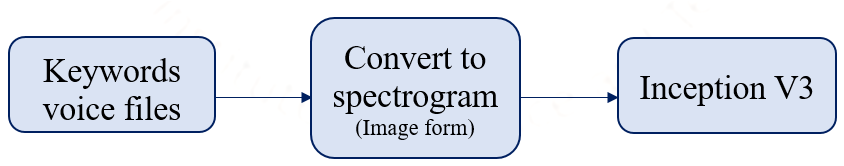 Keywords
voice files
Convert to
spectrogram
(Image form)
Inception V3